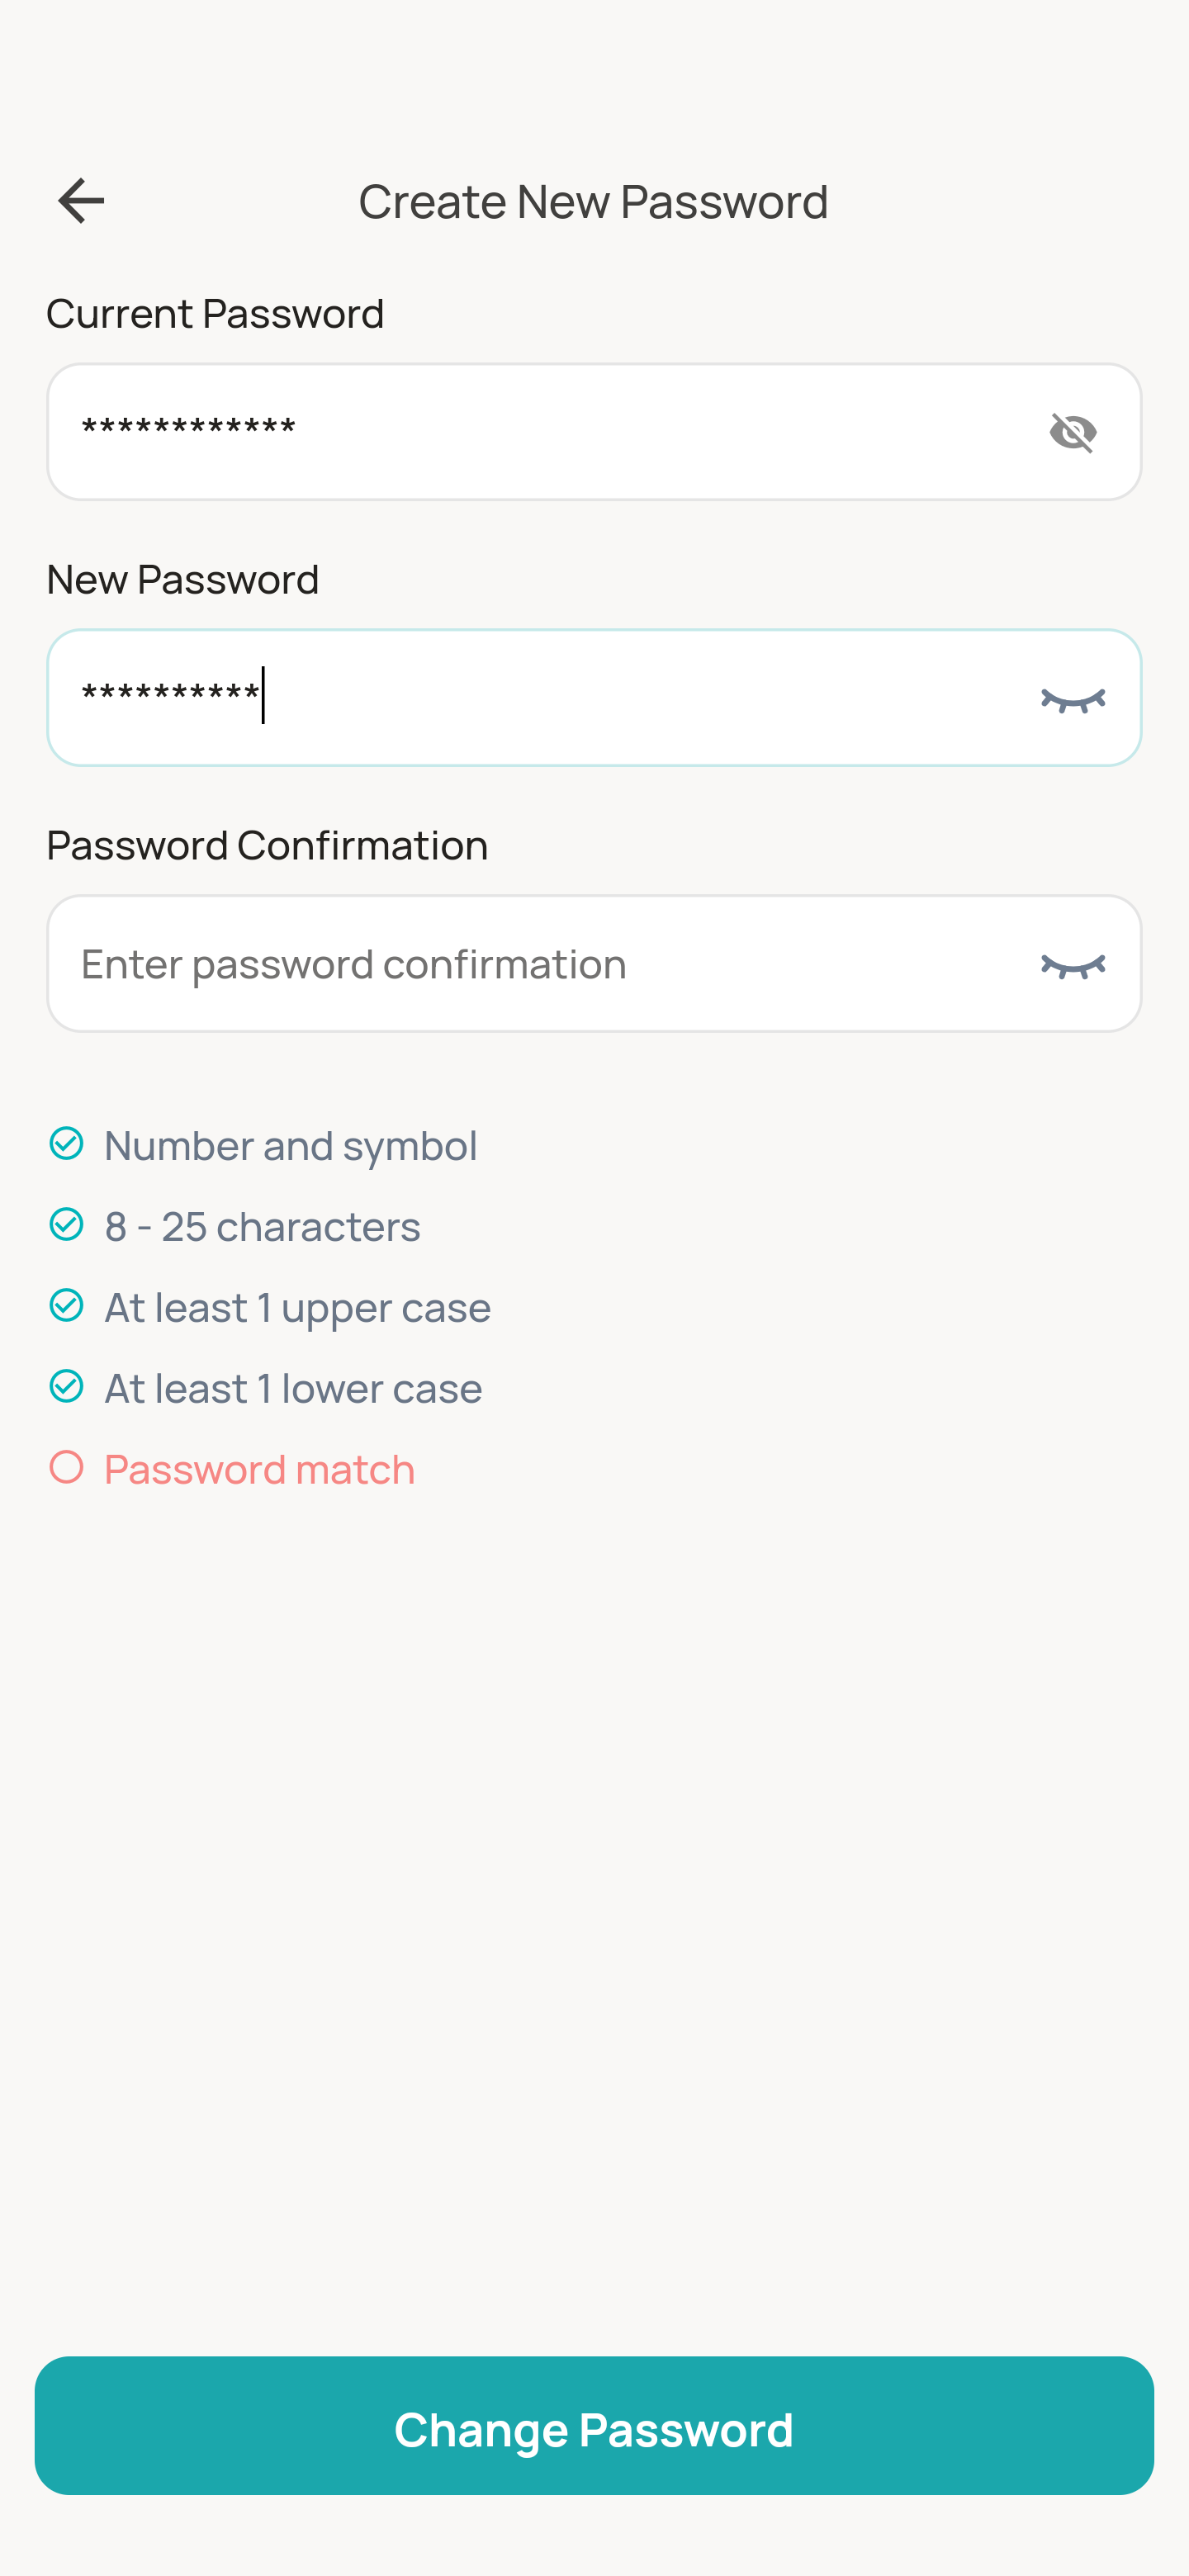 Create New Password
Current Password
************
New Password
**********
Password Confirmation
Enter password confirmation
Number and symbol
8 - 25 characters
At least 1 upper case
At least 1 lower case
Password match
Change Password